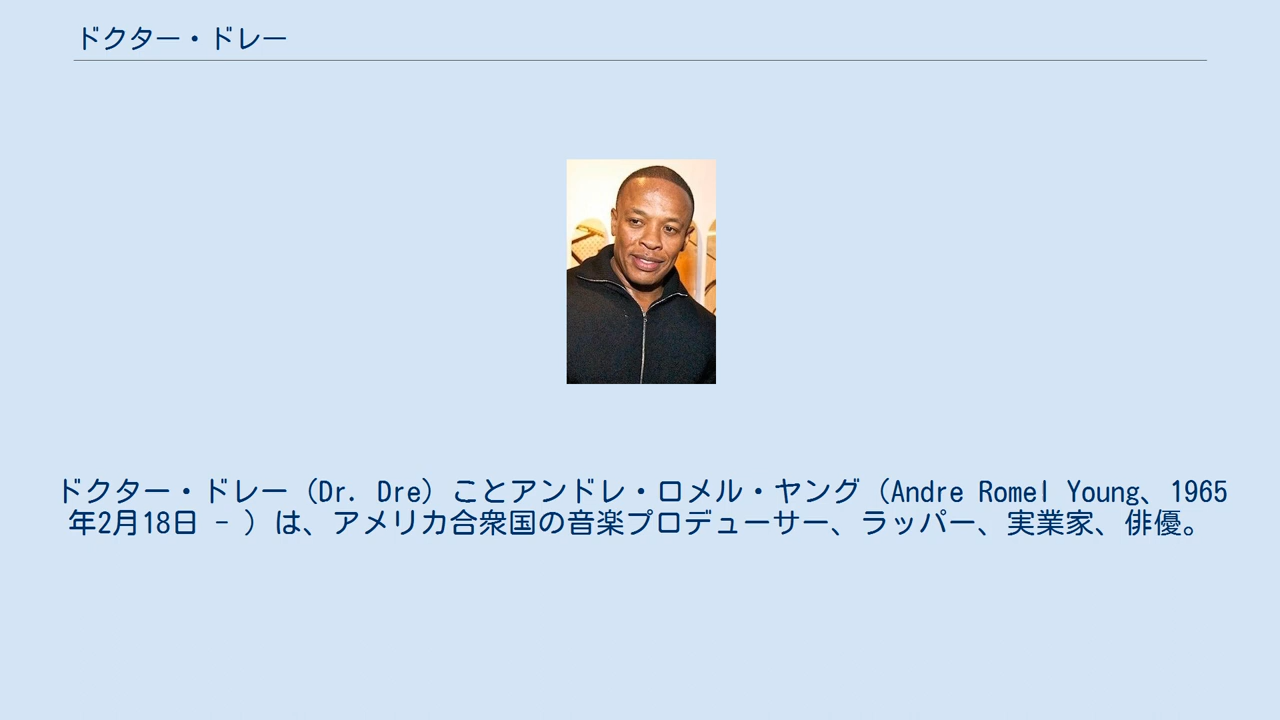 ドクター・ドレー
ドクター・ドレー（Dr. Dre）ことアンドレ・ロメル・ヤング（Andre Romel Young、1965
年2月18日 - ）は、アメリカ合衆国の音楽プロデューサー、ラッパー、実業家、俳優。